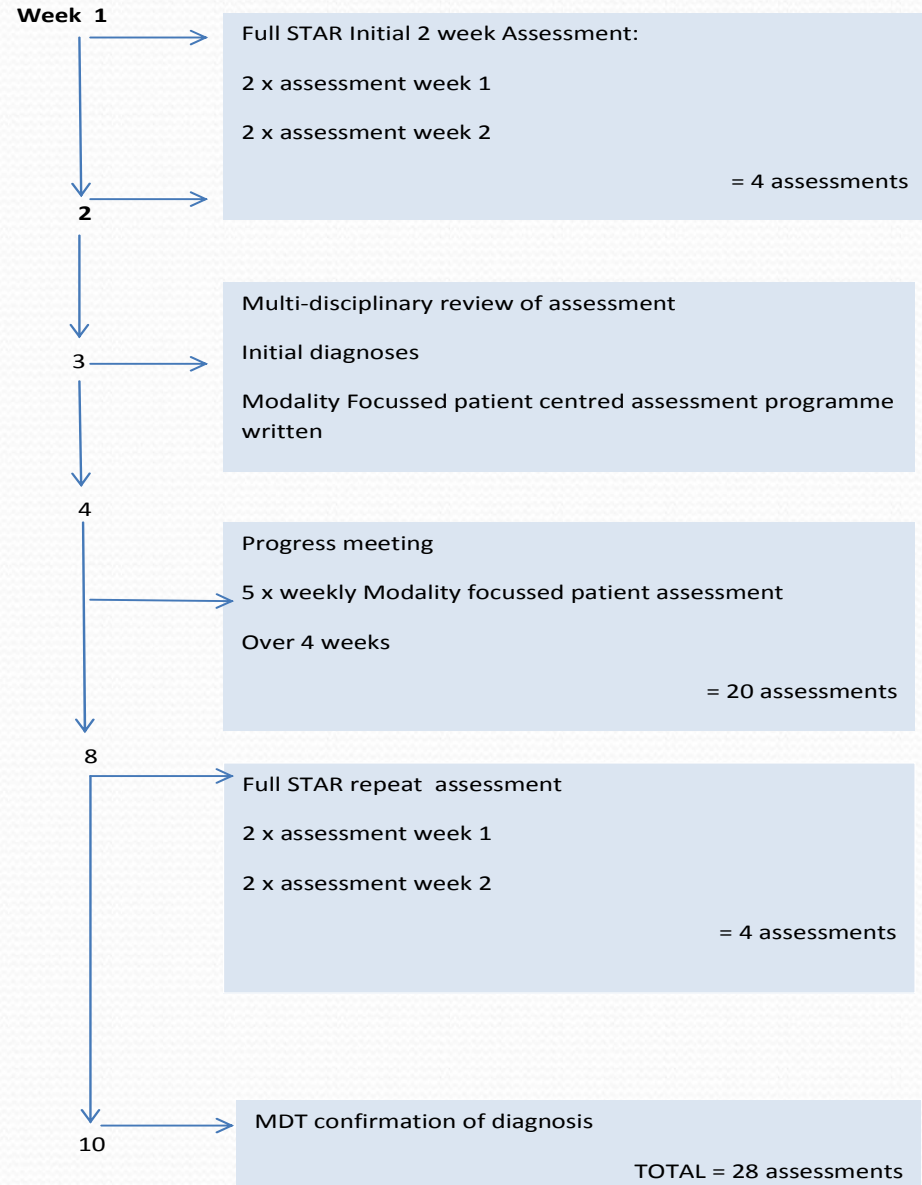 Week 1
Full STAR Initial 2 week Assessment:
2 x assessment week 1
2 x assessment week 2
= 4 assessments
2
Multi-disciplinary review of assessment
3
Initial diagnoses
Modality Focussed patient centred assessment programme
written
4
Progress meeting
5 x weekly Modality focussed patient assessment
Over 4 weeks
= 20 assessments
8
Full STAR repeat assessment
2 x assessment week 1
2 x assessment week 2
= 4 assessments
10
MDT confirmation of diagnosis
TOTAL = 28 assessments